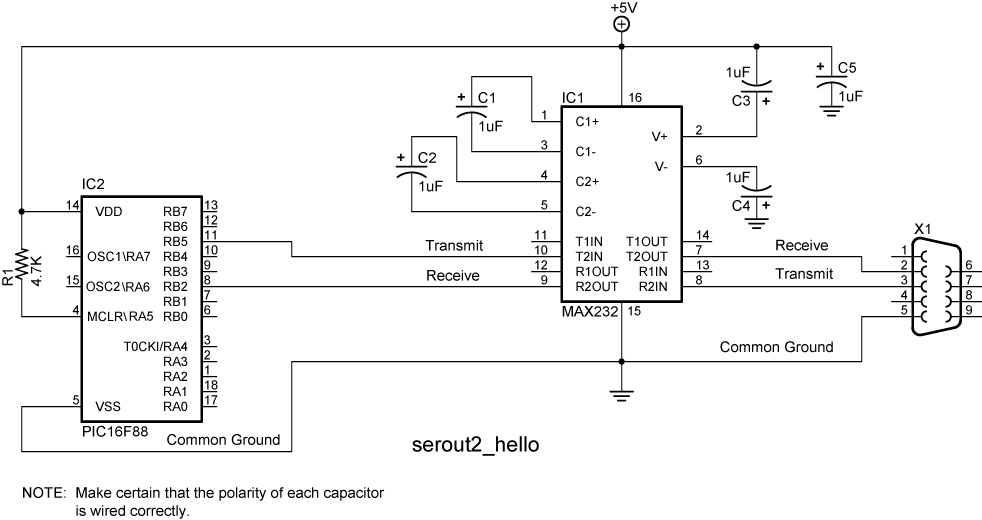 +5V
+
C5
1uF
1uF
C3
+
+
C1
1uF
+
C2
1uF
IC1
16
1
C1+
3
C1-
4
C2+
5
C2-
V+
2
V-
6
1uF
C4
+
11
T1IN
T1OUT
14
10
T2IN
T2OUT
7
12
R1OUT
R1IN
13
9
R2OUT
R2IN
8
MAX232
15
Transmit
Receive
Receive
Transmit
Common Ground
X1
1
2
3
4
5
6
7
8
9
IC2
14
VDD
RB7
13
RB6
12
RB5
11
16
OSC1\RA7
RB4
10
RB3
9
15
OSC2\RA6
RB2
8
RB1
7
4
MCLR\RA5
RB0
6
T0CKI/RA4
3
RA3
2
RA2
1
RA1
18
5
VSS
RA0
17
PIC16F88
R1
4.7K
Common Ground
serout2_hello
NOTE: Make certain that the polarity of each capacitor
is wired correctly.